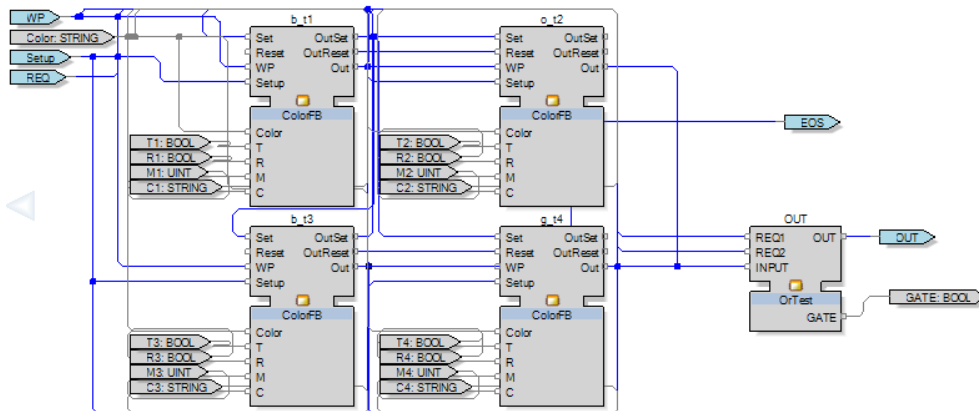 WP
Color: STRING
Setup
REQ
b_t1
Set OutSet
Reset OutReset
WP Out
Setup
ColorFB
Color
T
R
M
C
T1: BOOL
R1: BOOL
M1: UINT
C1: STRING
o_t2
Set OutSet
Reset OutReset
WP Out
Setup
ColorFB
Color
T
R
M
C
T2: BOOL
R2: BOOL
M2: UINT
C2: STRING
EOS
b_t3
Set OutSet
Reset OutReset
WP Out
Setup
ColorFB
Color
T
R
M
C
T3: BOOL
R3: BOOL
M3: UINT
C3: STRING
g_t4
Set OutSet
Reset OutReset
WP Out
Setup
ColorFB
Color
T
R
M
C
T4: BOOL
R4: BOOL
M4: UINT
C4: STRING
OUT
REQ1 OUT
REQ2
INPUT
OrTest
GATE
OUT
GATE: BOOL